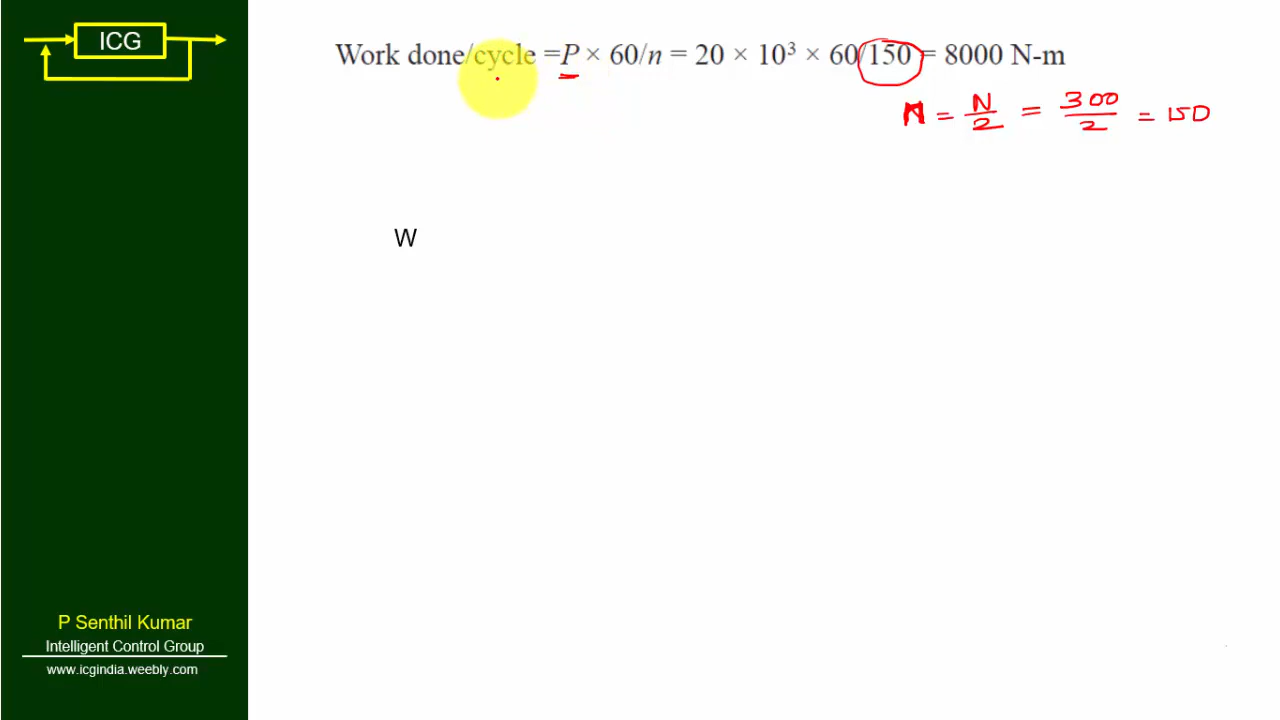 ICG
Work done/cycle =P × 60/n = 20 × 10³ × 60/150 = 8000 N-m
n = N/2 = 300/2 = 150
W
P Senthil Kumar
Intelligent Control Group
www.icgindia.weebly.com